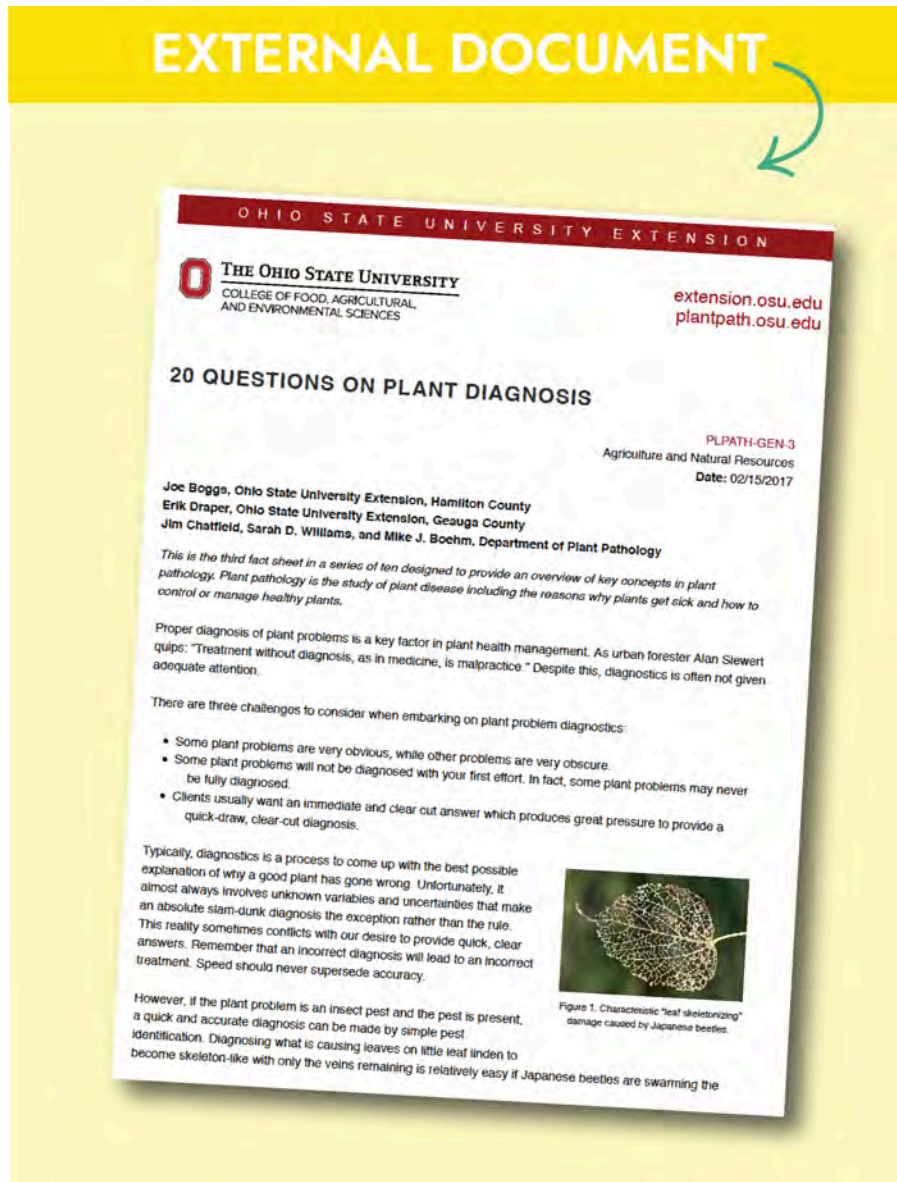 EXTERNAL DOCUMENT
OHIO STATE UNIVERSITY EXTENSION
THE OHIO STATE UNIVERSITY
COLLEGE OF FOOD, AGRICULTURAL,
AND ENVIRONMENTAL SCIENCES
extension.osu.edu
plantpath.osu.edu
20 QUESTIONS ON PLANT DIAGNOSIS
PLPATH-GEN-3
Agriculture and Natural Resources
Date: 02/15/2017
Joe Boggs, Ohio State University Extension, Hamilton County
Erik Draper, Ohio State University Extension, Geauga County
Jim Chatfield, Sarah D. Williams, and Mike J. Boehm, Department of Plant Pathology
This is the third fact sheet in a series of ten designed to provide an overview of key concepts in plant
pathology. Plant pathology is the study of plant disease including the reasons why plants get sick and how to
control or manage healthy plants.
Proper diagnosis of plant problems is a key factor in plant health management. As urban forester Alan Siewert
quips: "Treatment without diagnosis, as in medicine, is malpractice." Despite this, diagnostics is often not given
adequate attention.
There are three challenges to consider when embarking on plant problem diagnostics:
• Some plant problems are very obvious, while other problems are very obscure.
• Some plant problems will not be diagnosed with your first effort. In fact, some plant problems may never
be fully diagnosed.
• Clients usually want an immediate and clear cut answer which produces great pressure to provide a
quick-draw, clear-cut diagnosis.
Typically, diagnostics is a process to come up with the best possible
explanation of why a good plant has gone wrong. Unfortunately, it
almost always involves unknown variables and uncertainties that make
an absolute slam-dunk diagnosis the exception rather than the rule.
This reality sometimes conflicts with our desire to provide quick, clear
answers. Remember that an incorrect diagnosis will lead to an incorrect
treatment. Speed should never supersede accuracy.
Figure 1. Characteristic "leaf skeletonizing"
damage caused by Japanese beetles.
However, if the plant problem is an insect pest and the pest is present,
a quick and accurate diagnosis can be made by simple pest
identification. Diagnosing what is causing leaves on little leaf linden to
become skeleton-like with only the veins remaining is relatively easy if Japanese beetles are swarming the